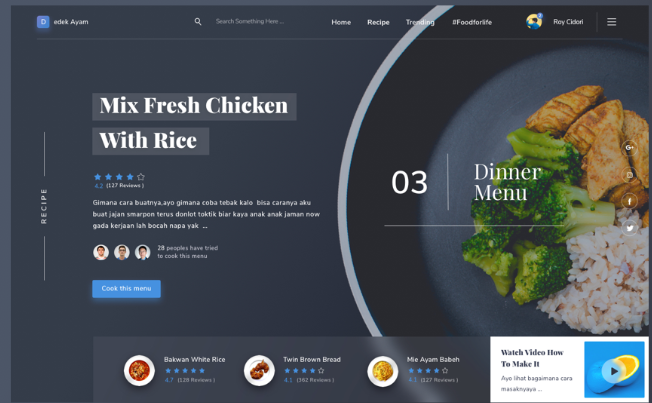 D edek Ayam
Search Something Here ...
Home Recipe Trending #Foodforlife
Roy Cidori
Mix Fresh Chicken
With Rice
4.2 (127 Reviews )
Gimana cara buatnya,ayo gimana coba tebak kalo bisa caranya aku
buat jajan smarpon terus donlot toktik biar kaya anak anak jaman now
gada kerjaan lah bocah napa yak ...
28 peoples have tried
to cook this menu
Cook this menu
RECIPE
03
Dinner
Menu
G+
f
Bakwan White Rice
4.7 (120 Reviews )
Twin Brown Bread
4.1 (362 Reviews )
Mie Ayam Babeh
4.1 (127 Reviews )
Watch Video How
To Make It
Ayo lihat bagaimana cara
masaknyaya ...